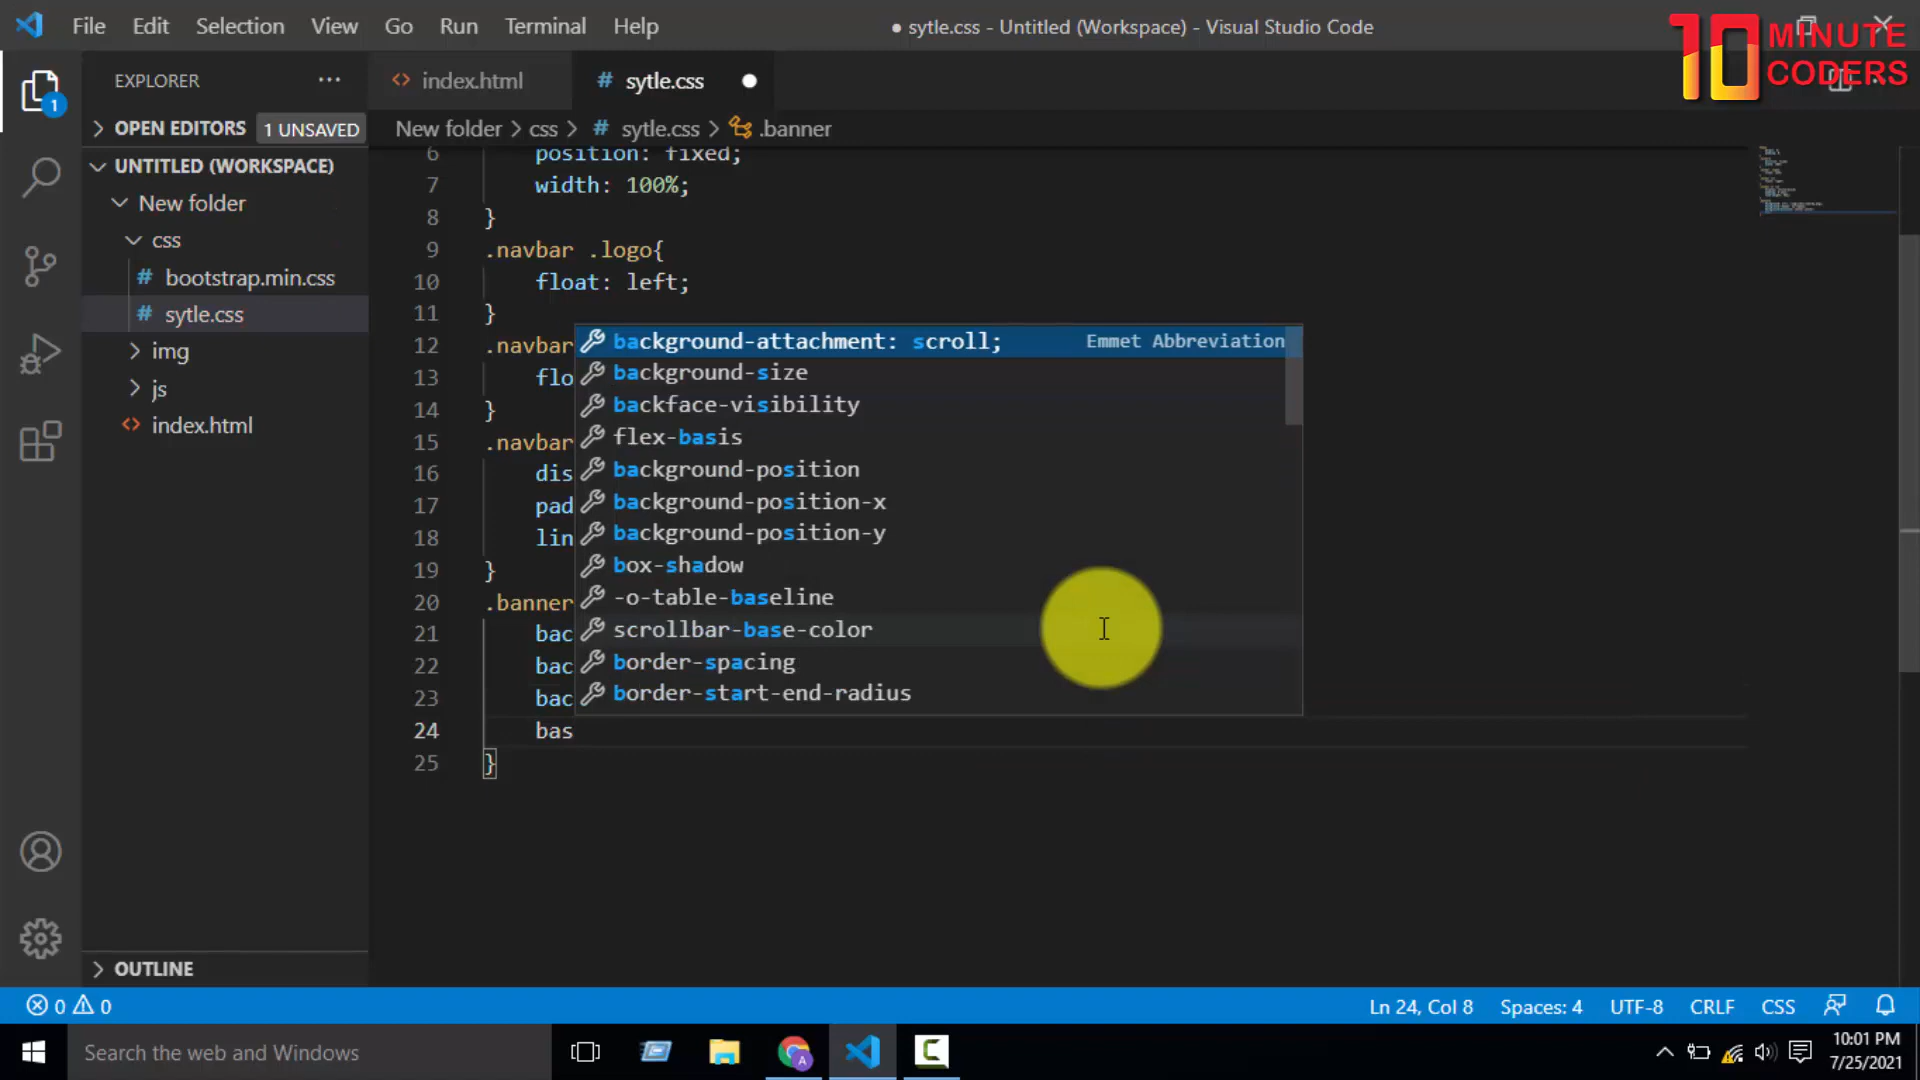 File Edit Selection View Go Run Terminal Help
● sytle.css - Untitled (Workspace) - Visual Studio Code
10 MINUTE CODERS
EXPLORER ···
<> index.html
# sytle.css ●
OPEN EDITORS 1 UNSAVED
New folder > css > # sytle.css > .banner
UNTITLED (WORKSPACE)
New folder
css
# bootstrap.min.css
# sytle.css
img
js
<> index.html
OUTLINE
1
6 position: fixed;
7 width: 100%;
8 }
9 .navbar .logo{
10 float: left;
11 }
12 .navbar
13 flo
14 }
15 .navbar
16 dis
17 pad
18 lin
19 }
20 .banner
21 bac
22 bac
23 bac
24 bas
25 }
background-attachment: scroll; Emmet Abbreviation
background-size
backface-visibility
flex-basis
background-position
background-position-x
background-position-y
box-shadow
-o-table-baseline
scrollbar-base-color
border-spacing
border-start-end-radius
0 0
Ln 24, Col 8 Spaces: 4 UTF-8 CRLF CSS
Search the web and Windows
A
10:01 PM
7/25/2021